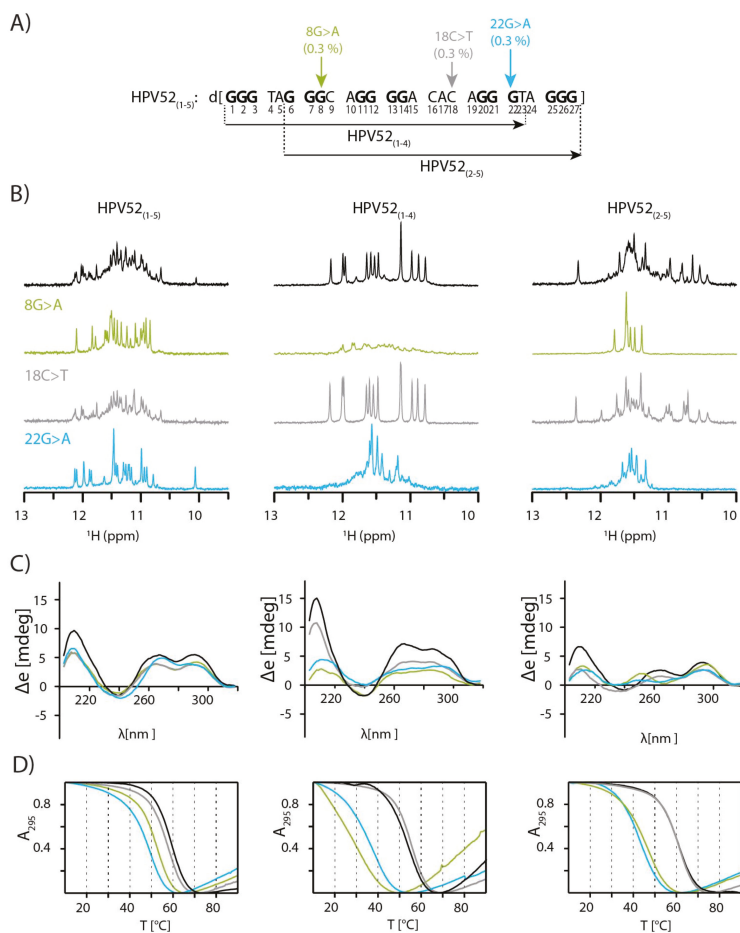 A)
8G>A
(0.3 %)
18C>T
(0.3 %)
22G>A
(0.3 %)
HPV52(1-5): d[ GGG TAG GGC AGG GGA CAC AGG GTA GGG ]
1 2 3 4 5 6 7 8 9 10 11 12 13 14 15 16 17 18 19 20 21 22 23 24 25 26 27
HPV52(1-4)
HPV52(2-5)
B)
HPV52(1-5) HPV52(1-4) HPV52(2-5)
8G>A
18C>T
22G>A
13 12 11 10 13 12 11 10 13 12 11 10
¹H (ppm) ¹H (ppm) ¹H (ppm)
C)
Δe [mdeg] 15 10 5 0 -5 220 260 300
Δe [mdeg] 15 10 5 0 -5 220 260 300
Δe [mdeg] 15 10 5 0 -5 220 260 300
λ[nm ] λ[nm ] λ[nm ]
D)
A295 0.8 0.4
A295 0.8 0.4
A295 0.8 0.4
20 40 60 80 20 40 60 80 20 40 60 80
T [°C] T [°C] T [°C]